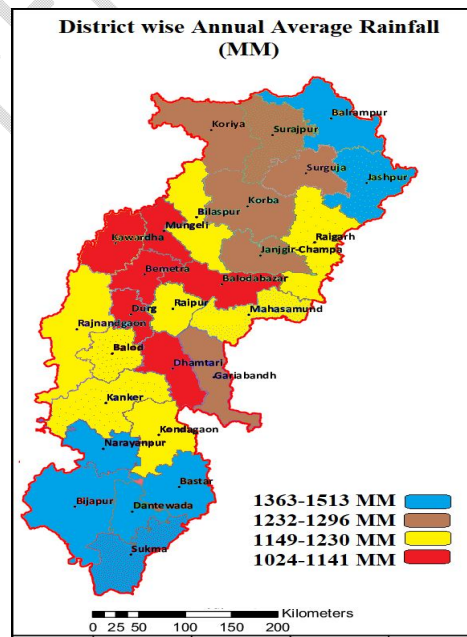 District wise Annual Average Rainfall
(MM)
Balrampur
Koriya
Surajpur
Surguja
Jashpur
Korba
Bilaspur
Mungeli
Raigarh
Kawardha
Janjgir-Champa
Bemetra
Balodabazar
Durg
Raipur
Mahasamund
Rajnandgaon
Balod
Dhamtari
Gariabandh
Kanker
Kondagaon
Narayanpur
Bastar
Bijapur
Dantewada
Sukma
1363-1513 MM
1232-1296 MM
1149-1230 MM
1024-1141 MM
Kilometers
0 25 50 100 150 200